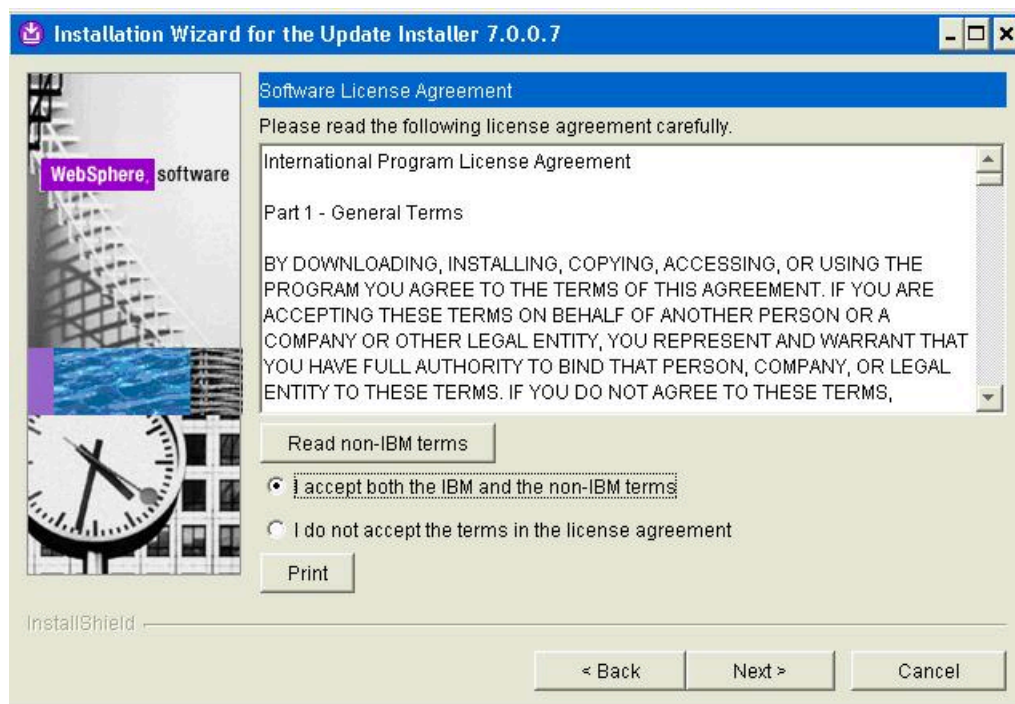 Installation Wizard for the Update Installer 7.0.0.7
Software License Agreement
Please read the following license agreement carefully.
WebSphere. software
International Program License Agreement
Part 1 - General Terms
BY DOWNLOADING, INSTALLING, COPYING, ACCESSING, OR USING THE
PROGRAM YOU AGREE TO THE TERMS OF THIS AGREEMENT. IF YOU ARE
ACCEPTING THESE TERMS ON BEHALF OF ANOTHER PERSON OR A
COMPANY OR OTHER LEGAL ENTITY, YOU REPRESENT AND WARRANT THAT
YOU HAVE FULL AUTHORITY TO BIND THAT PERSON, COMPANY, OR LEGAL
ENTITY TO THESE TERMS. IF YOU DO NOT AGREE TO THESE TERMS,
Read non-IBM terms
I accept both the IBM and the non-IBM terms
I do not accept the terms in the license agreement
Print
InstallShield
< Back
Next >
Cancel